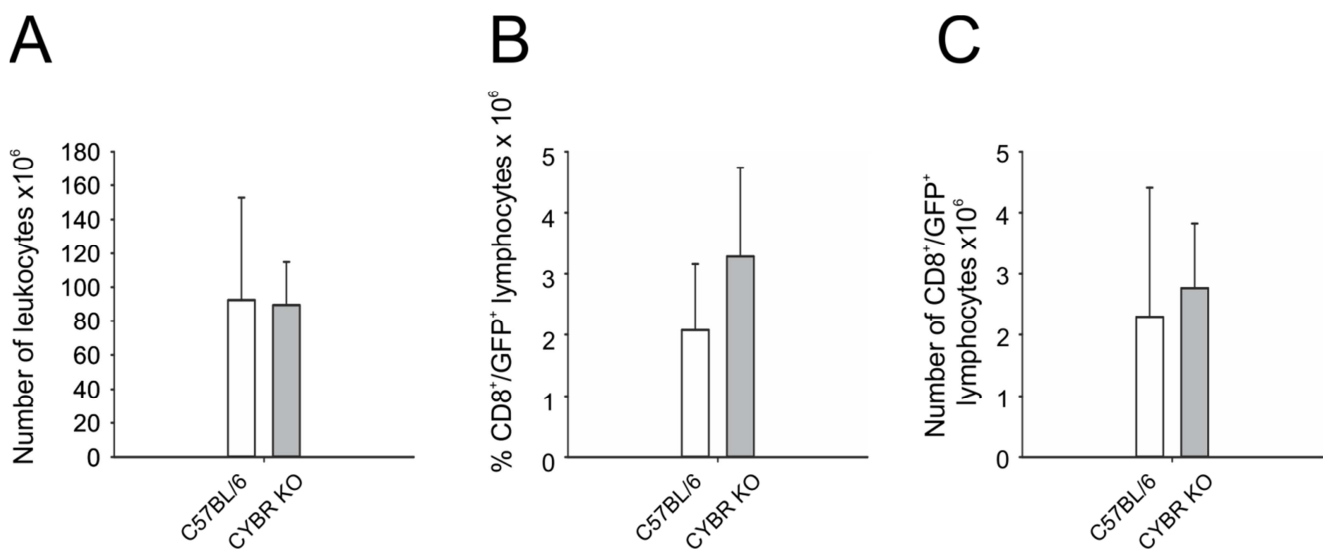 A
B
C
Number of leukocytes x10⁶
180
160
140
120
100
80
60
40
20
0
C57BL/6
CYBR KO
% CD8⁺/GFP⁺ lymphocytes x 10⁶
5
4
3
2
1
0
C57BL/6
CYBR KO
Number of CD8⁺/GFP⁺
lymphocytes x10⁶
5
4
3
2
1
0
C57BL/6
CYBR KO